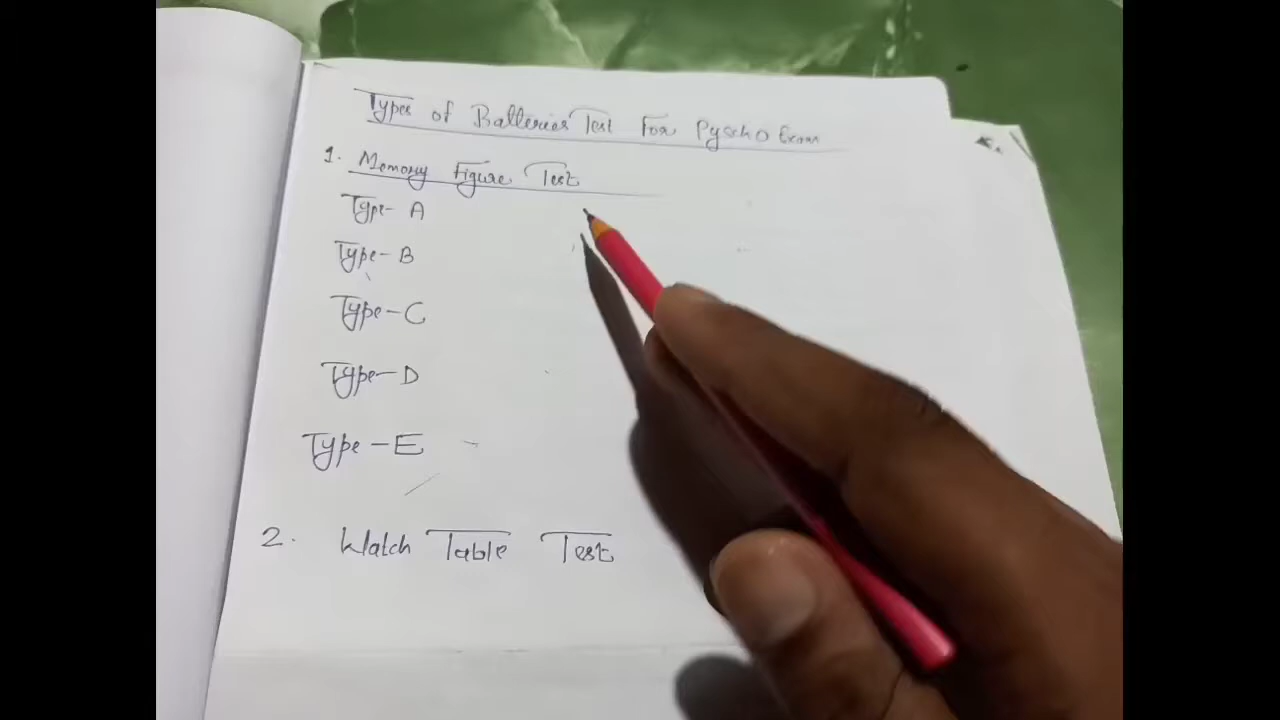 Types of Batteries Test For Pyscho Exam
1. Memory Figure Test
Type- A
Type- B
Type- C
Type- D
Type - E
2. Watch Table Test